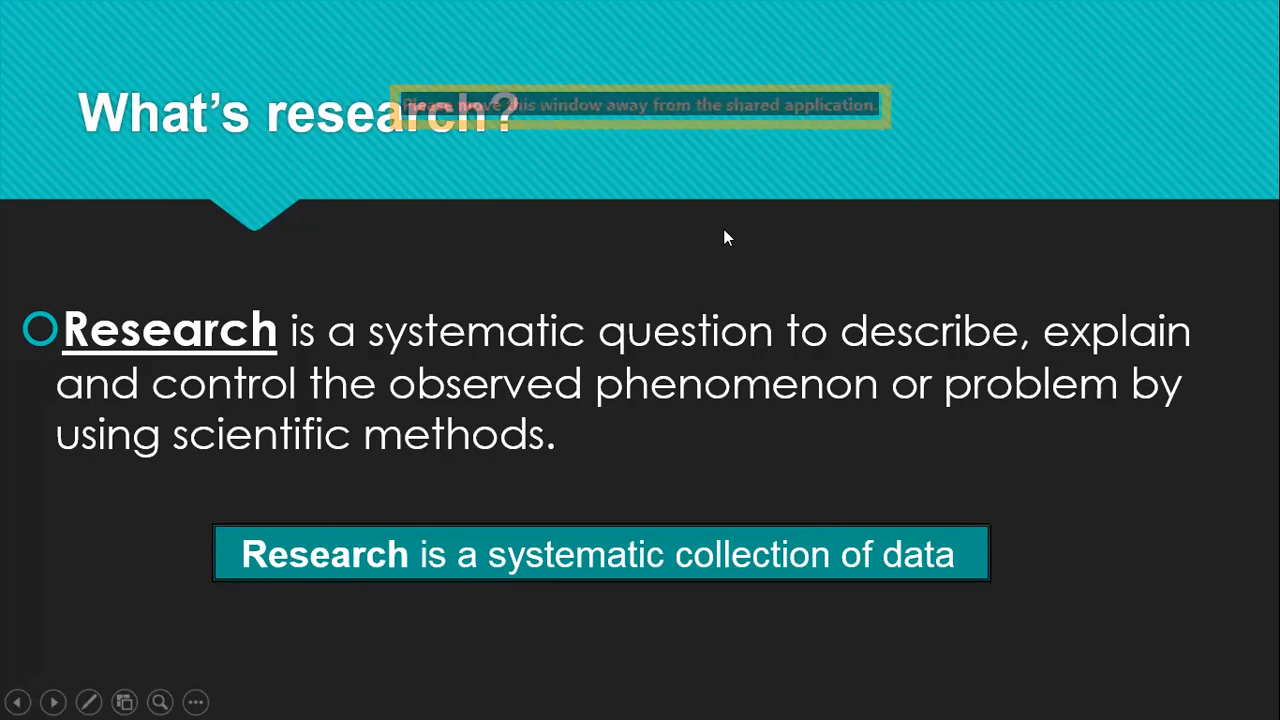 What’s research?
Please move this window away from the shared application.
Research is a systematic question to describe, explain
and control the observed phenomenon or problem by
using scientific methods.
Research is a systematic collection of data